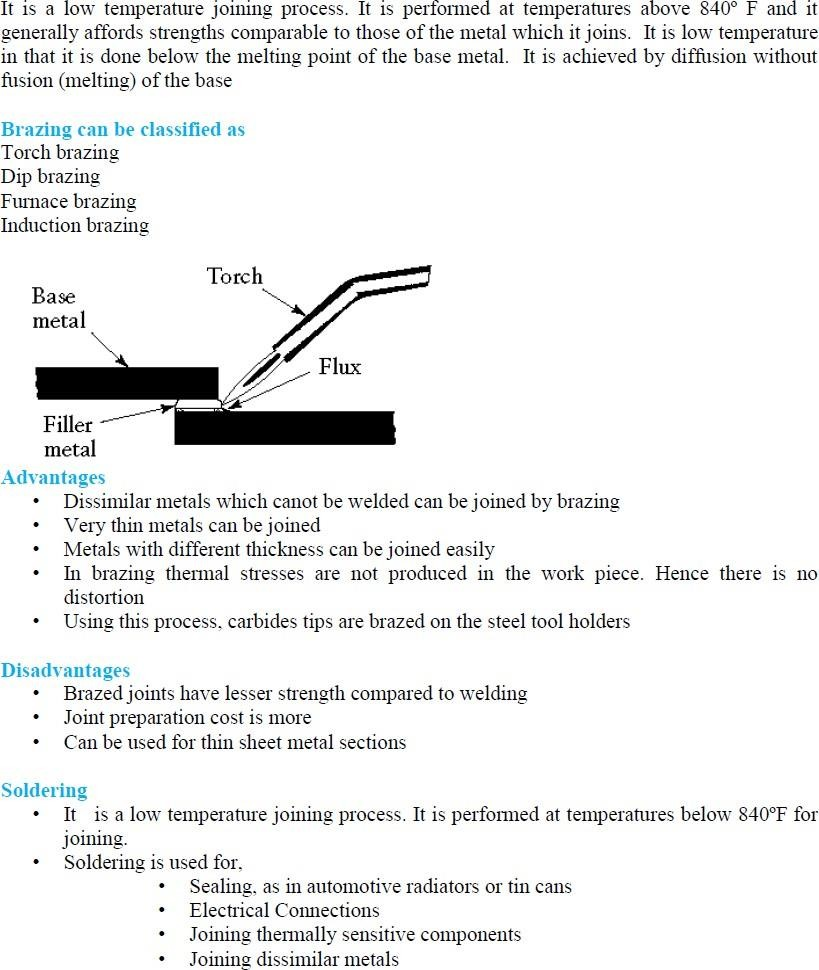 It is a low temperature joining process. It is performed at temperatures above 840º F and it
generally affords strengths comparable to those of the metal which it joins. It is low temperature
in that it is done below the melting point of the base metal. It is achieved by diffusion without
fusion (melting) of the base
Brazing can be classified as
Torch brazing
Dip brazing
Furnace brazing
Induction brazing
Torch
Base
metal
Flux
Filler
metal
Advantages
• Dissimilar metals which canot be welded can be joined by brazing
• Very thin metals can be joined
• Metals with different thickness can be joined easily
• In brazing thermal stresses are not produced in the work piece. Hence there is no
distortion
• Using this process, carbides tips are brazed on the steel tool holders
Disadvantages
• Brazed joints have lesser strength compared to welding
• Joint preparation cost is more
• Can be used for thin sheet metal sections
Soldering
• It is a low temperature joining process. It is performed at temperatures below 840ºF for
joining.
• Soldering is used for,
• Sealing, as in automotive radiators or tin cans
• Electrical Connections
• Joining thermally sensitive components
• Joining dissimilar metals